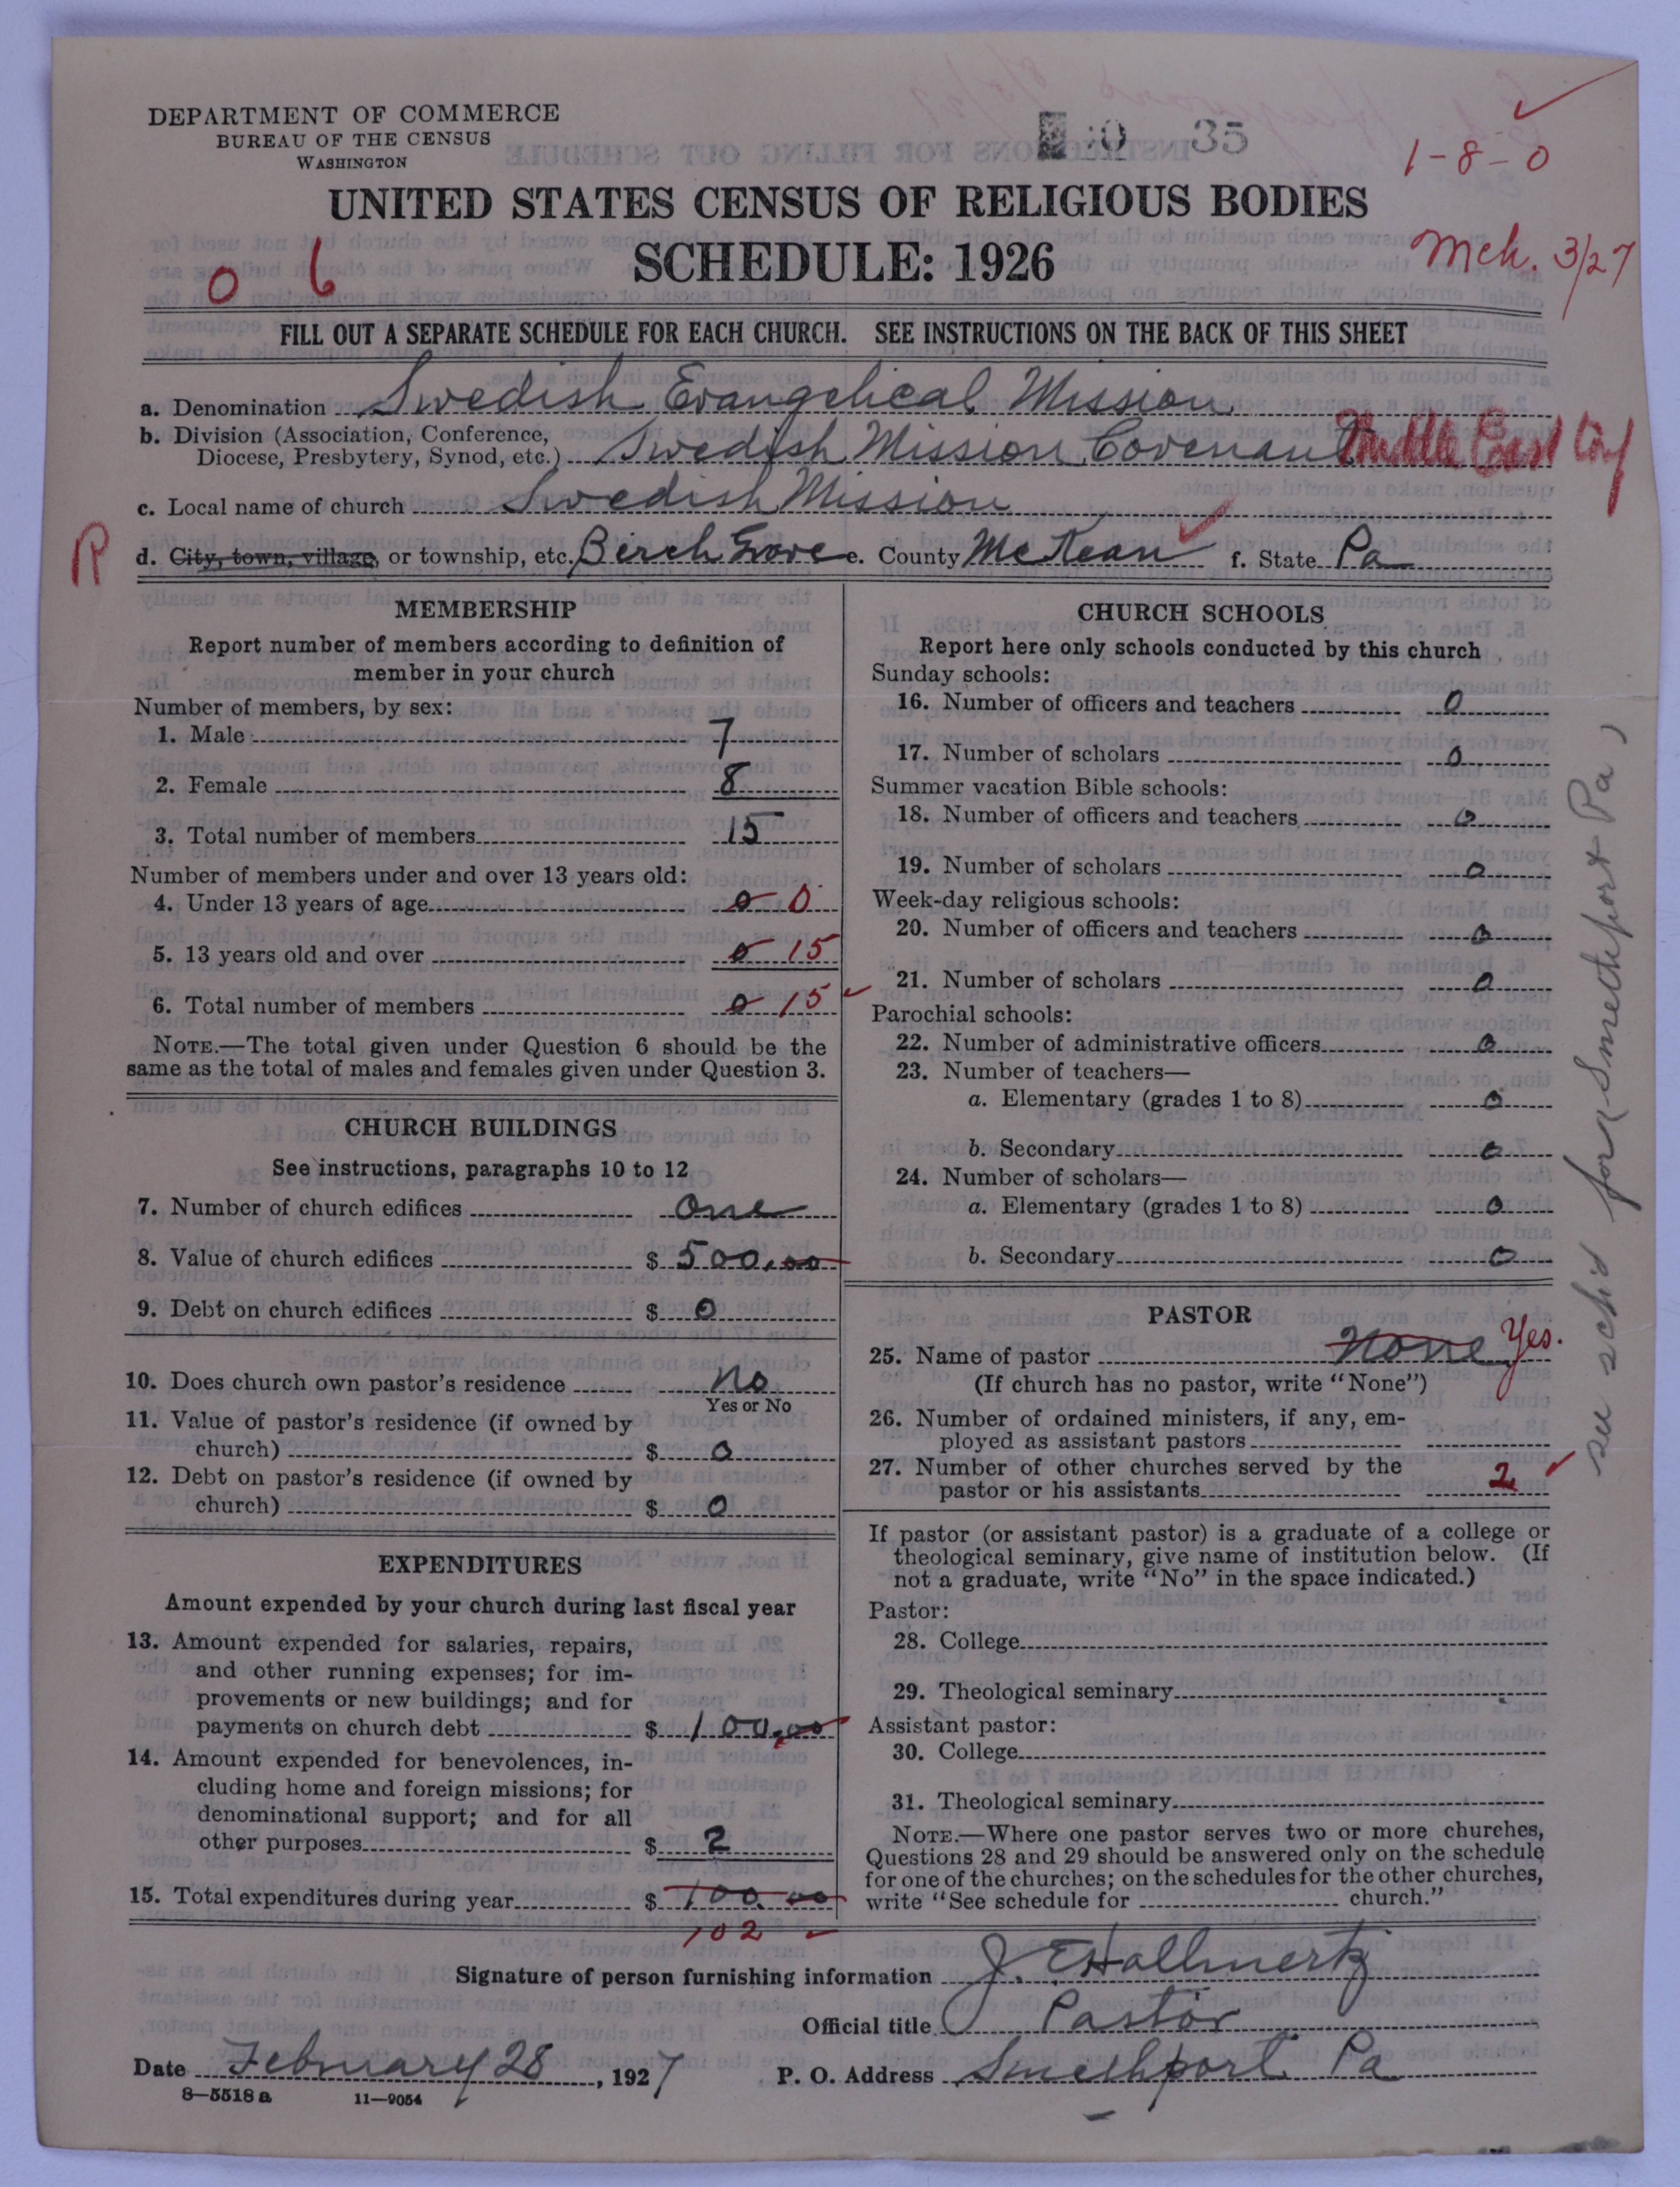 DEPARTMENT OF COMMERCE
BUREAU OF THE CENSUS
WASHINGTON
35
1-8-0
UNITED STATES CENSUS OF RELIGIOUS BODIES
SCHEDULE: 1926
Mch. 3/27
0 6
FILL OUT A SEPARATE SCHEDULE FOR EACH CHURCH. SEE INSTRUCTIONS ON THE BACK OF THIS SHEET
a. Denomination Swedish Evangelical Mission
b. Division (Association, Conference,
Diocese, Presbytery, Synod, etc.) Swedish Mission Covenant Middle East
c. Local name of church Swedish Mission
R
d. City, town, village, or township, etc. Birch Grove e. County McKean f. State Pa
MEMBERSHIP
Report number of members according to definition of
member in your church
Number of members, by sex:
1. Male 7
2. Female 8
3. Total number of members 15
Number of members under and over 13 years old:
4. Under 13 years of age 0 0
5. 13 years old and over 0 15
6. Total number of members 0 15
NOTE.—The total given under Question 6 should be the
same as the total of males and females given under Question 3.
CHURCH BUILDINGS
See instructions, paragraphs 10 to 12
7. Number of church edifices one
8. Value of church edifices $ 500.00
9. Debt on church edifices $ 0
10. Does church own pastor's residence No
Yes or No
11. Value of pastor's residence (if owned by
church) $ 0
12. Debt on pastor's residence (if owned by
church) $ 0
EXPENDITURES
Amount expended by your church during last fiscal year
13. Amount expended for salaries, repairs,
and other running expenses; for im-
provements or new buildings; and for
payments on church debt $ 100.00
14. Amount expended for benevolences, in-
cluding home and foreign missions; for
denominational support; and for all
other purposes $ 2
15. Total expenditures during year $ 100.00
102
CHURCH SCHOOLS
Report here only schools conducted by this church
Sunday schools:
16. Number of officers and teachers 0
17. Number of scholars 0
Summer vacation Bible schools:
18. Number of officers and teachers 0
19. Number of scholars 0
Week-day religious schools:
20. Number of officers and teachers 0
21. Number of scholars 0
Parochial schools:
22. Number of administrative officers 0
23. Number of teachers—
a. Elementary (grades 1 to 8) 0
b. Secondary 0
24. Number of scholars—
a. Elementary (grades 1 to 8) 0
b. Secondary 0
PASTOR
25. Name of pastor None Yes.
(If church has no pastor, write "None")
26. Number of ordained ministers, if any, em-
ployed as assistant pastors
27. Number of other churches served by the
pastor or his assistants 2
If pastor (or assistant pastor) is a graduate of a college or
theological seminary, give name of institution below. (If
not a graduate, write "No" in the space indicated.)
Pastor:
28. College
29. Theological seminary
Assistant pastor:
30. College
31. Theological seminary
NOTE.—Where one pastor serves two or more churches,
Questions 28 and 29 should be answered only on the schedule
for one of the churches; on the schedules for the other churches,
write "See schedule for church."
see sched for Smethport Pa
Signature of person furnishing information J. E Hallmertz
Official title Pastor
Date February 28, 1927 P. O. Address Smethport Pa
8—5518 a 11—9054